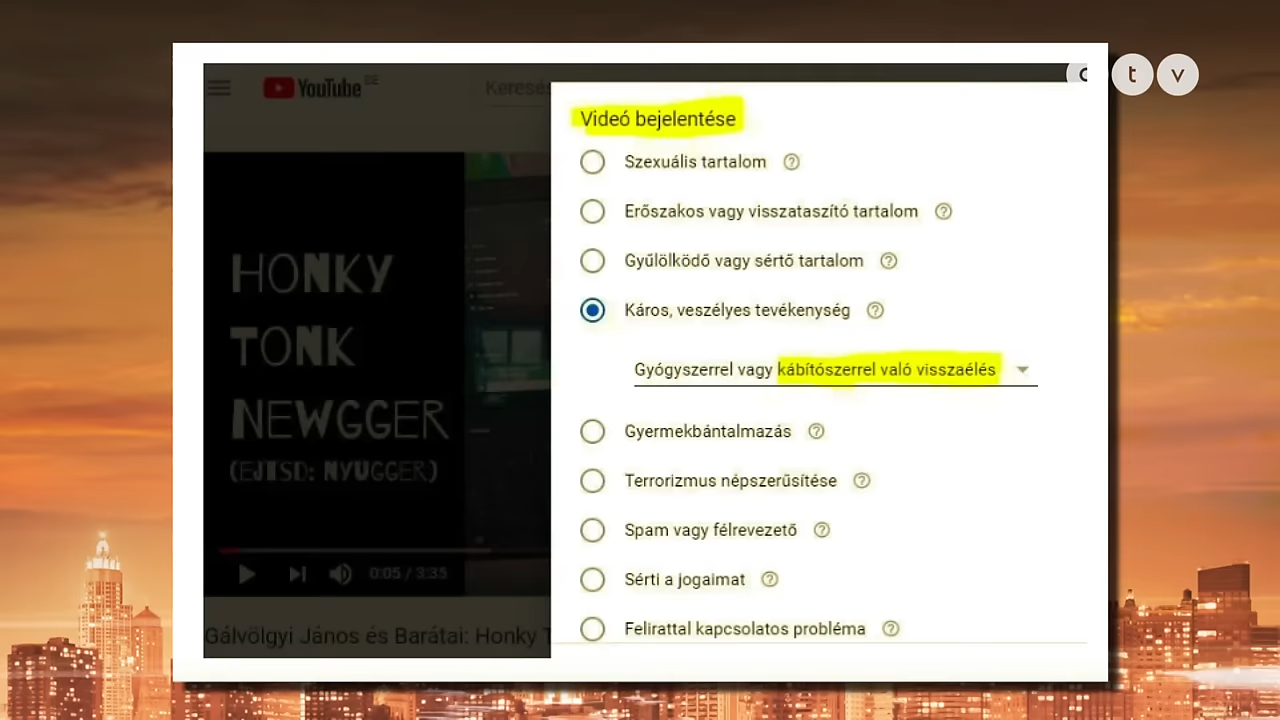 YouTube DE
Keresés
t v
Videó bejelentése
Szexuális tartalom
Erőszakos vagy visszataszító tartalom
Gyűlölködő vagy sértő tartalom
Káros, veszélyes tevékenység
Gyógyszerrel vagy kábítószerrel való visszaélés
Gyermekbántalmazás
Terrorizmus népszerűsítése
Spam vagy félrevezető
Sérti a jogaimat
Felirattal kapcsolatos probléma
HONKY
TONK
NEWGGER
(EJTSD: NYUGGER)
0:05 / 3:35
Gálvölgyi János és Barátai: Honky T